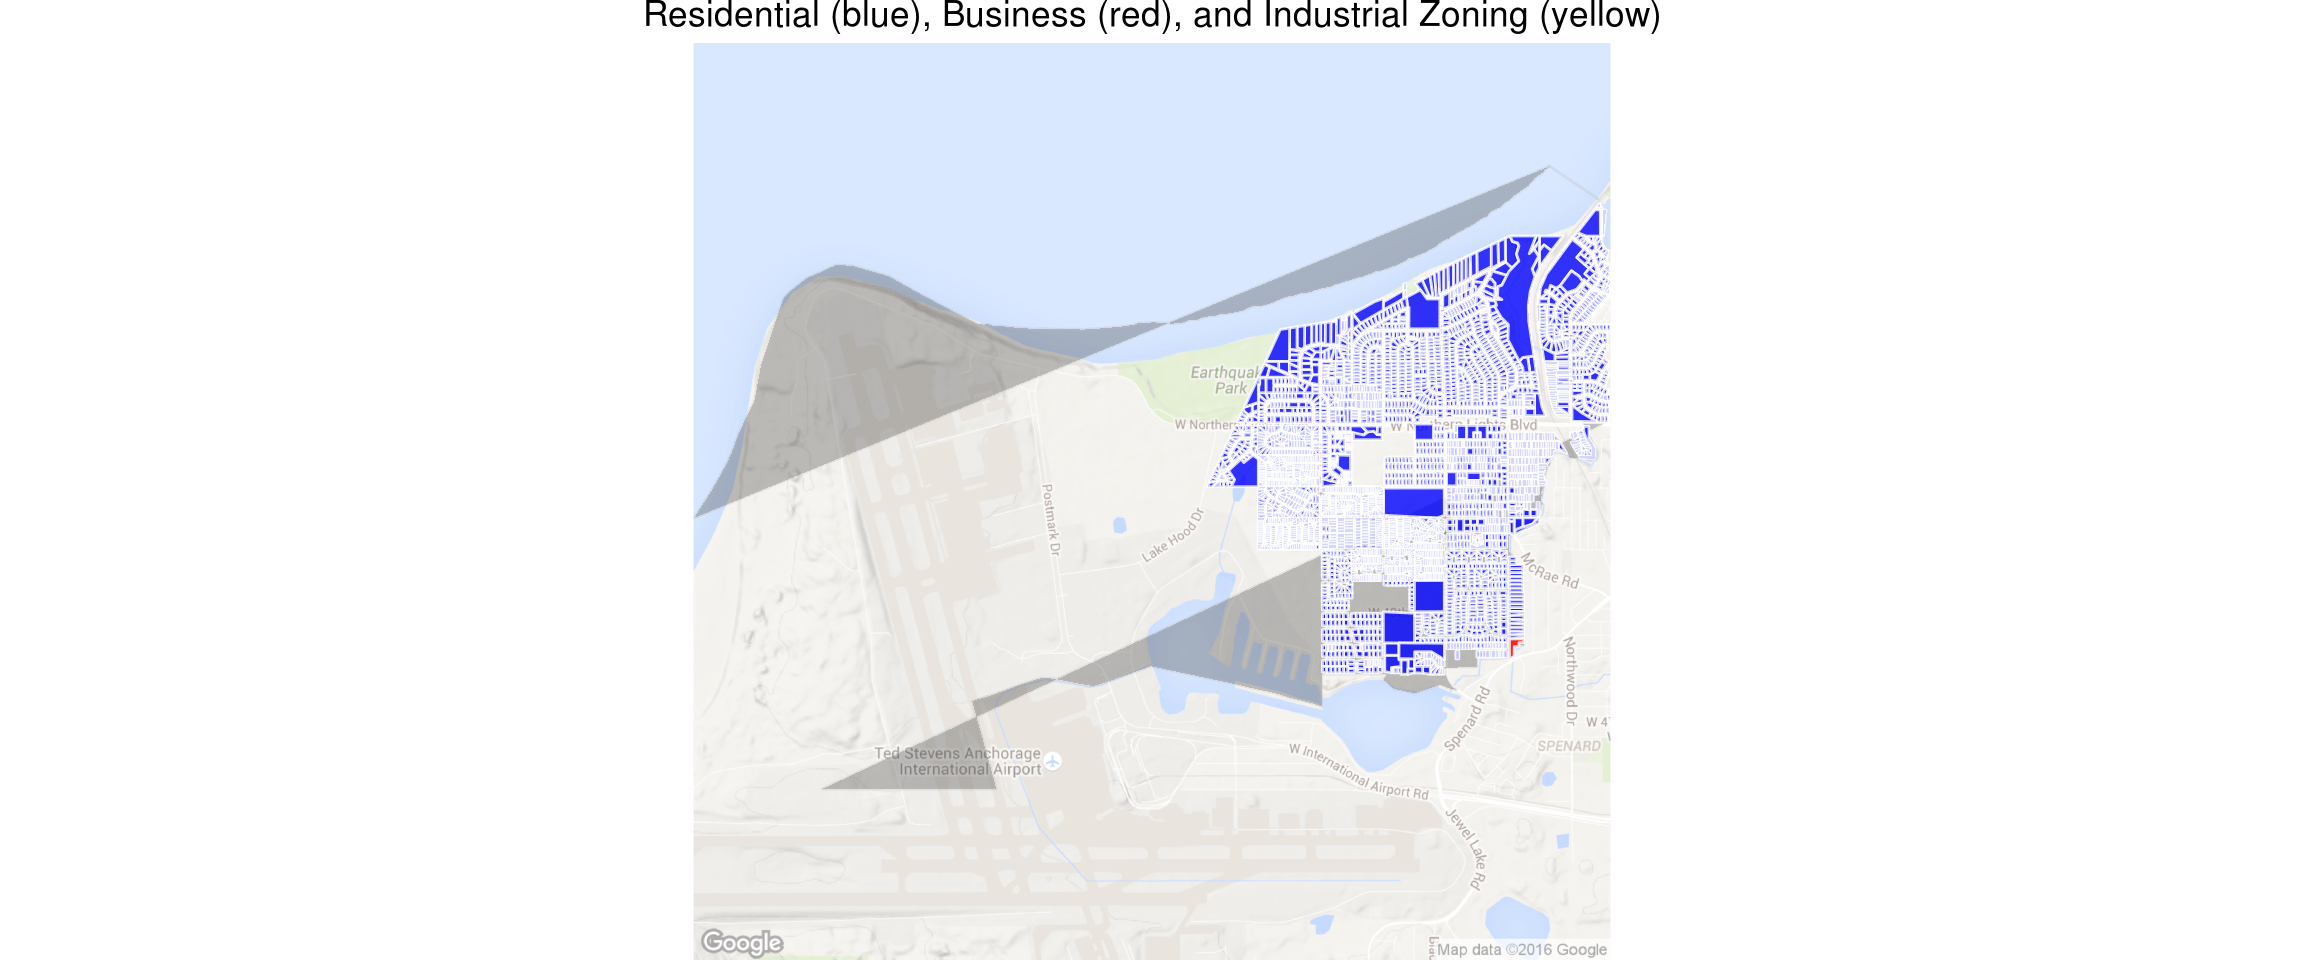 Residential (blue), Business (red), and Industrial Zoning (yellow)
Earthquak
Park
W Northern
W N
thern Lights Blvd
Postmark Dr
Lake Hood Dr
McRae Rd
Northwood Dr
Spenard Rd
W 4
SPENARD
Ted Stevens Anchorage
International Airport
W International Airport Rd
Jewel Lake Rd
Google
Map data ©2016 Google